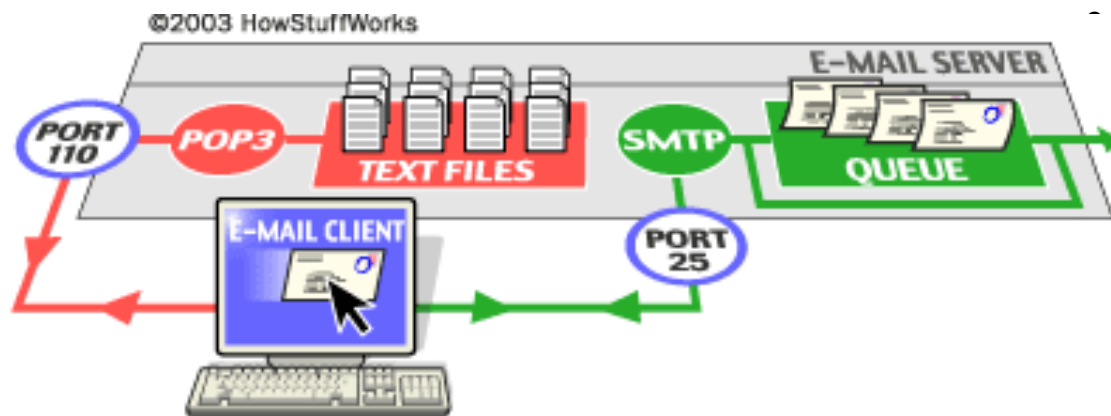 ©2003 HowStuffWorks
E-MAIL SERVER
PORT
110
POP3
TEXT FILES
SMTP
QUEUE
E-MAIL CLIENT
PORT
25